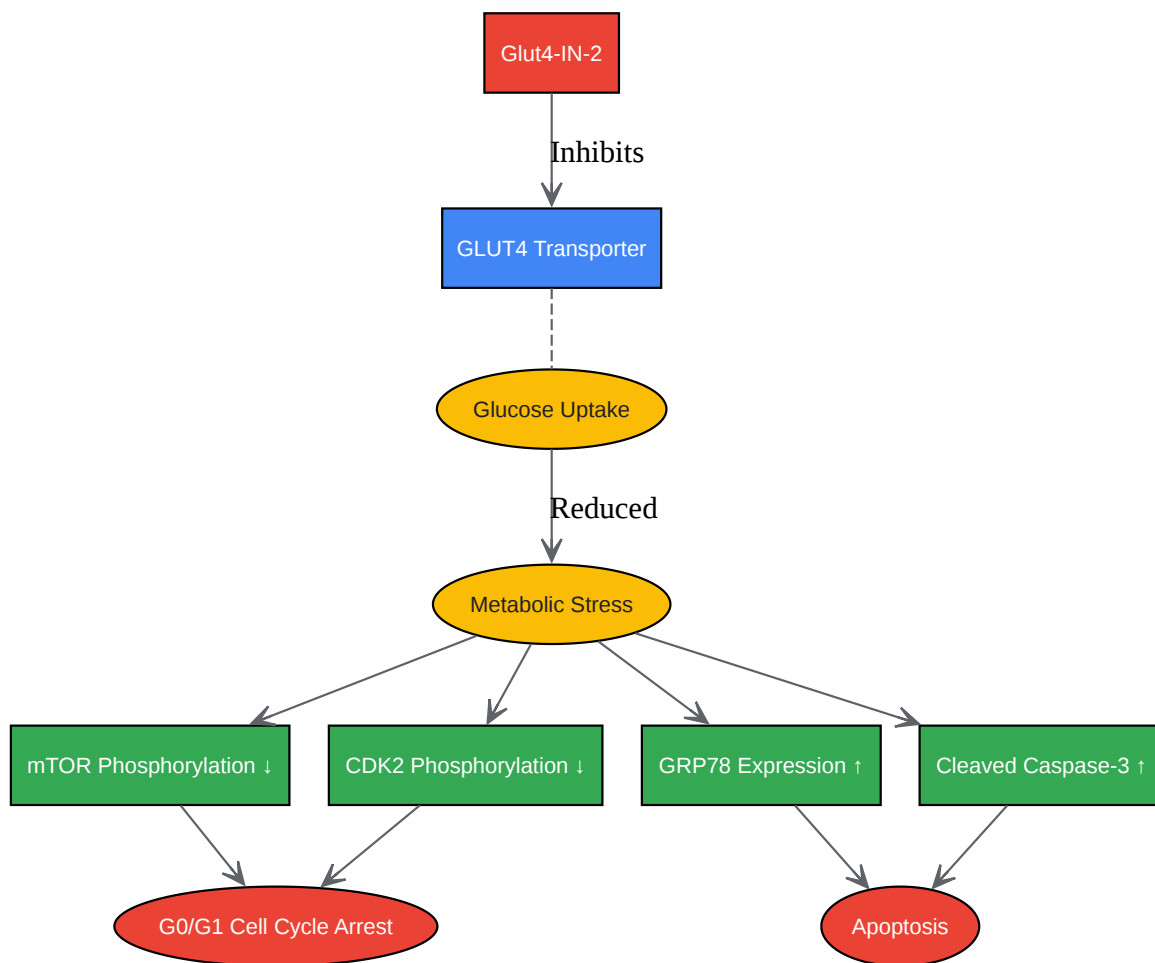 Glut4-IN-2
Inhibits
GLUT4 Transporter
Glucose Uptake
Reduced
Metabolic Stress
mTOR Phosphorylation ↓
CDK2 Phosphorylation ↓
GRP78 Expression ↑
Cleaved Caspase-3 ↑
G0/G1 Cell Cycle Arrest
Apoptosis